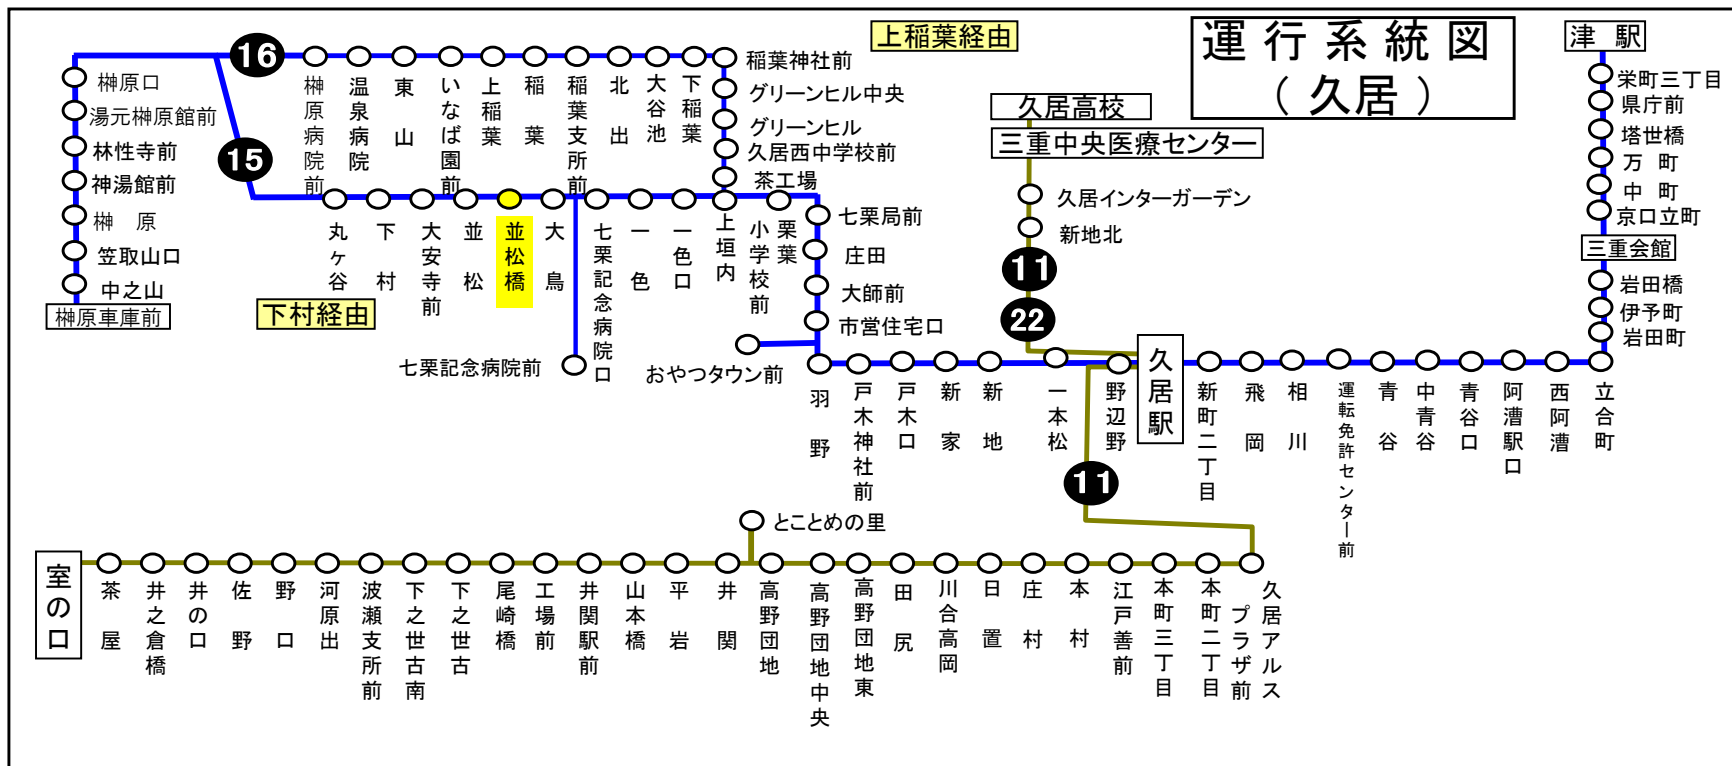 運行系統図
（久居）
上稲葉経由
下村経由
津駅
栄町三丁目
県庁前
塔世橋
万町
中町
京口立町
三重会館
岩田橋
伊予町
岩田町
立合町
西阿漕
阿漕駅口
青谷口
中青谷
青谷
運転免許センター前
相川
飛岡
新町二丁目
久居駅
野辺野
一本松
新地
新家
戸木口
戸木神社前
羽野
おやつタウン前
市営住宅口
大師前
庄田
七栗局前
栗葉小学校前
上垣内
一色口
一色
七栗記念病院口
七栗記念病院前
大鳥
並松橋
並松
大安寺前
下村
丸ヶ谷
15
茶工場
久居西中学校前
グリーンヒル
グリーンヒル中央
稲葉神社前
下稲葉
大谷池
北出
稲葉支所前
稲葉
上稲葉
いなば園前
東山
温泉病院
榊原病院前
16
榊原口
湯元榊原館前
林性寺前
神湯館前
榊原
笠取山口
中之山
榊原車庫前
久居高校
三重中央医療センター
久居インターガーデン
新地北
11
22
11
久居アルスプラザ前
本町二丁目
本町三丁目
江戸善前
本村
庄村
日置
川合高岡
田尻
高野団地東
高野団地中央
高野団地
とことめの里
井関
平岩
山本橋
井関駅前
工場前
尾崎橋
下之世古
下之世古南
波瀬支所前
河原出
野口
佐野
井の口
井之倉橋
茶屋
室の口